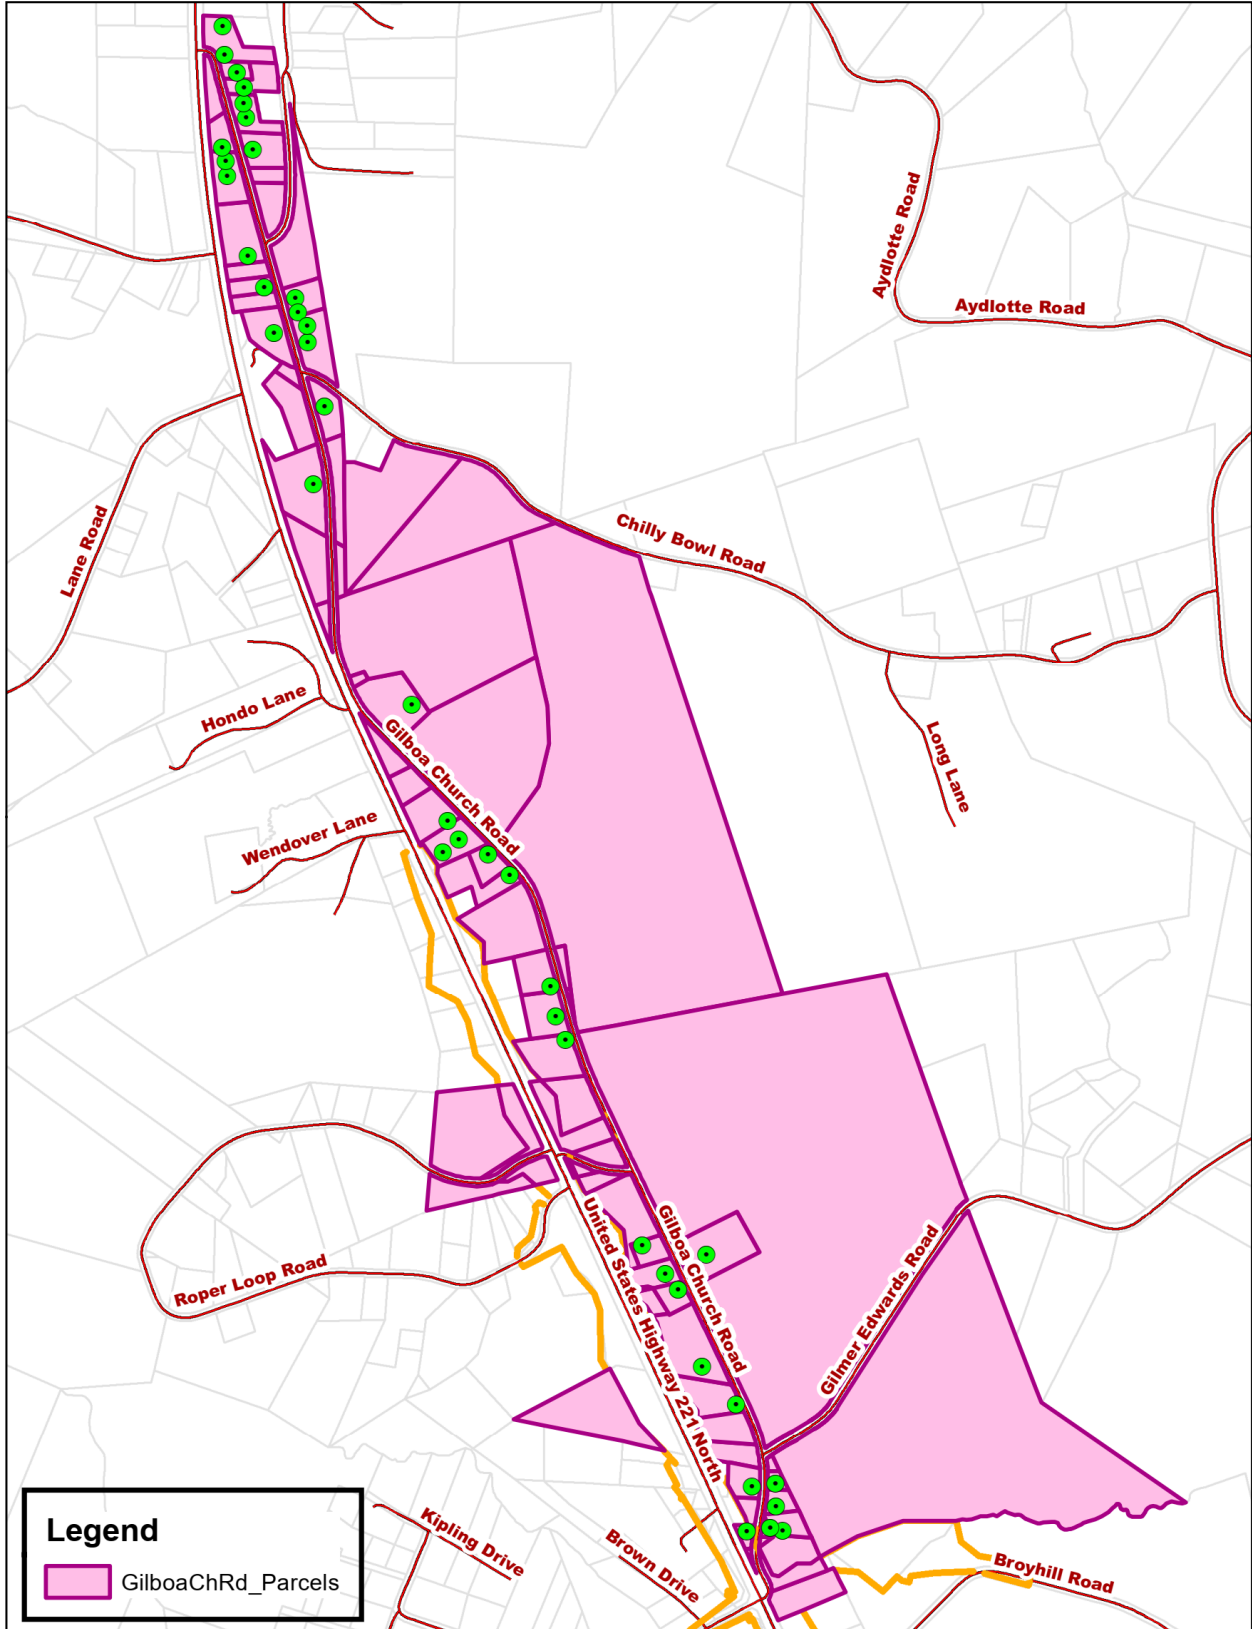 Aydlotte Road
Aydlotte Road
Chilly Bowl Road
Lane Road
Hondo Lane
Gilboa Church Road
Long Lane
Wendover Lane
Roper Loop Road
United States Highway 221 North
Gilboa Church Road
Gilmer Edwards Road
Kipling Drive
Brown Drive
Broyhill Road
Legend
GilboaChRd_Parcels